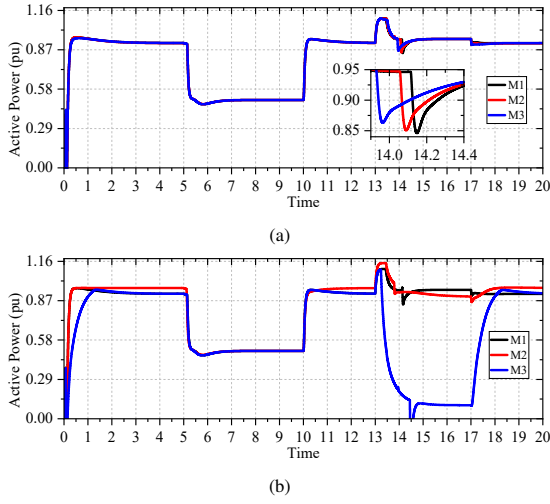 1.16
0.87
0.58
0.29
0.00
Active Power (pu)
0.95
0.90
0.85
14.0 14.2 14.4
M1
M2
M3
0 1 2 3 4 5 6 7 8 9 10 11 12 13 14 15 16 17 18 19 20
Time
(a)
1.16
0.87
0.58
0.29
0.00
Active Power (pu)
M1
M2
M3
0 1 2 3 4 5 6 7 8 9 10 11 12 13 14 15 16 17 18 19 20
Time
(b)